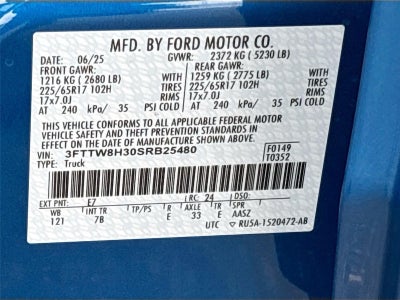 MFD. BY FORD MOTOR CO.
DATE: 06/25 GVWR: 2372 KG (5230 LB)
FRONT GAWR: REAR GAWR:
1216 KG (2680 LB) WITH 1259 KG (2775 LB) WITH
225/65R17 102H TIRES 225/65R17 102H TIRES
17x7.0J RIMS 17x7.0J RIMS
AT 240 kPa/ 35 PSI COLD AT 240 kPa/ 35 PSI COLD
THIS VEHICLE CONFORMS TO ALL APPLICABLE FEDERAL MOTOR
VEHICLE SAFETY AND THEFT PREVENTION STANDARDS IN
EFFECT ON THE DATE OF MANUFACTURE SHOWN ABOVE.
VIN: 3FTTW8H30SRB25480 F0149
TYPE: Truck T0352
EXT PNT: E7 RC: 24 DSO:
WB INT TR TP/PS R AXLE TR
121 7B E 33 E AASZ
UTC ▽ RU5A-1520472-AB